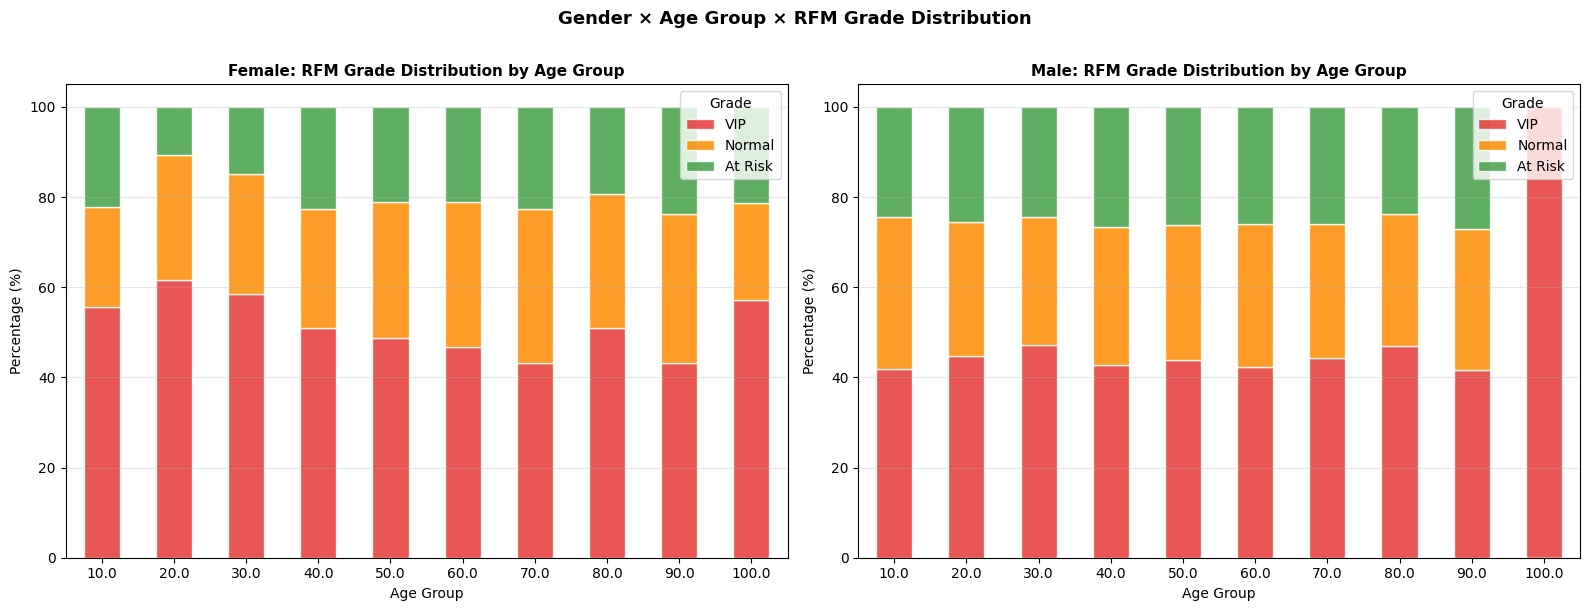 Gender × Age Group × RFM Grade Distribution
Female: RFM Grade Distribution by Age Group
Percentage (%)
100
80
60
40
20
0
Grade
VIP
Normal
At Risk
10.0 20.0 30.0 40.0 50.0 60.0 70.0 80.0 90.0 100.0
Age Group
Male: RFM Grade Distribution by Age Group
Percentage (%)
100
80
60
40
20
0
Grade
VIP
Normal
At Risk
10.0 20.0 30.0 40.0 50.0 60.0 70.0 80.0 90.0 100.0
Age Group